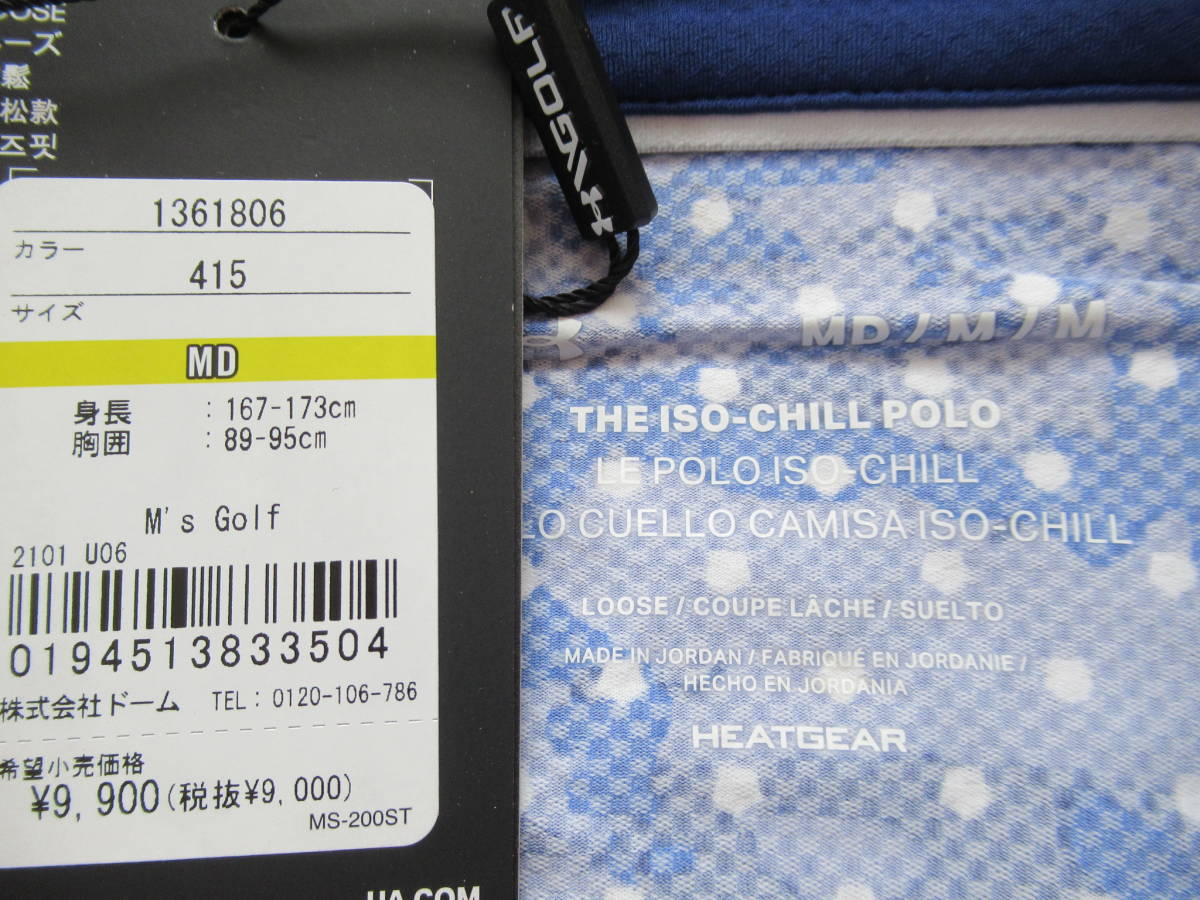 OSE
ーズ
鬆
松款
즈핏
1361806
カラー
415
サイズ
MD
身長 : 167-173cm
胸囲 : 89-95cm
M's Golf
2101 U06
0194513833504
株式会社ドーム TEL: 0120-106-786
希望小売価格
¥9,900(税抜¥9,000)
MS-200ST
UA.COM
GOLF
MD / M / M
THE ISO-CHILL POLO
LE POLO ISO-CHILL
LO CUELLO CAMISA ISO-CHILL
LOOSE / COUPE LÂCHE / SUELTO
MADE IN JORDAN / FABRIQUÉ EN JORDANIE /
HECHO EN JORDANIA
HEATGEAR